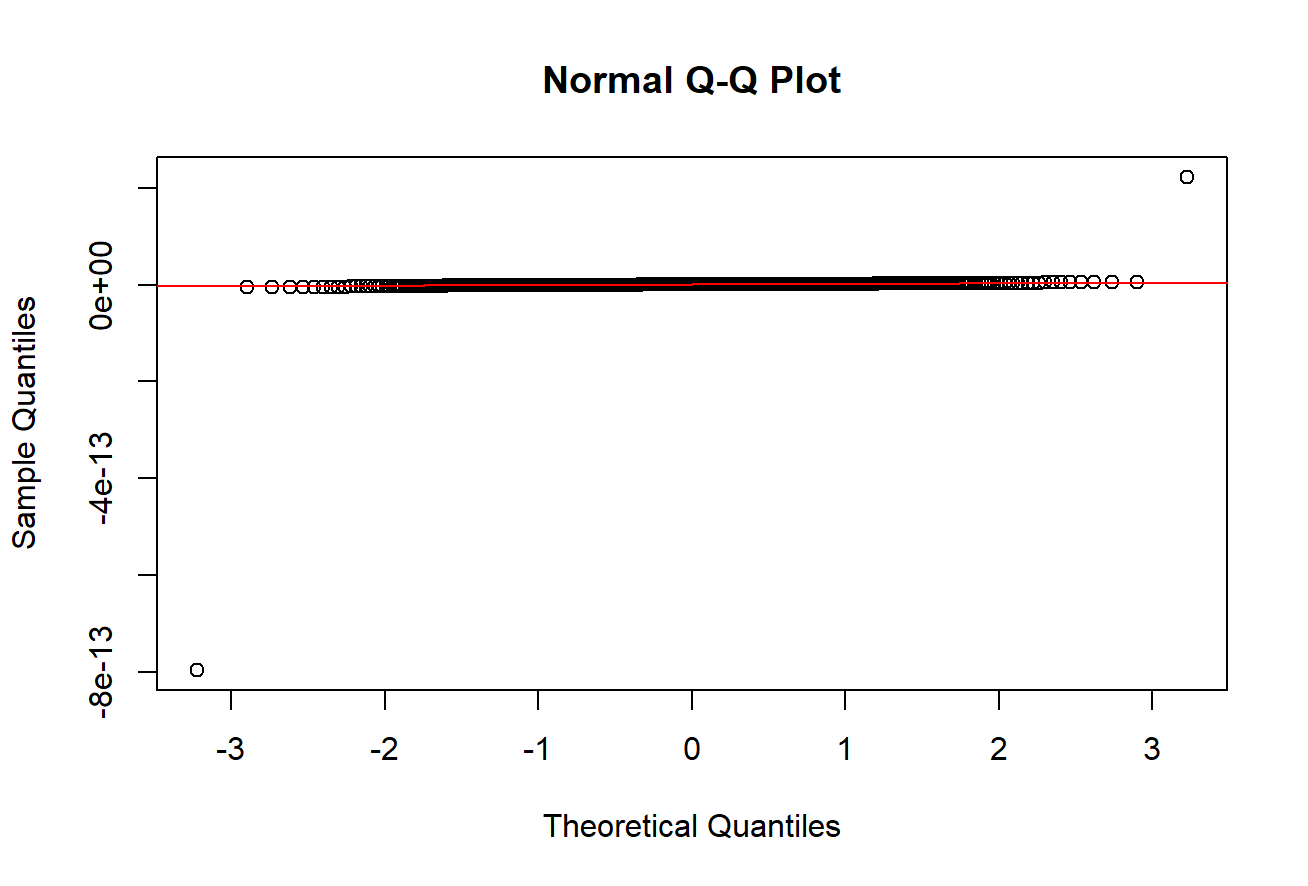 Normal Q-Q Plot
Sample Quantiles
0e+00
-4e-13
-8e-13
-3 -2 -1 0 1 2 3
Theoretical Quantiles